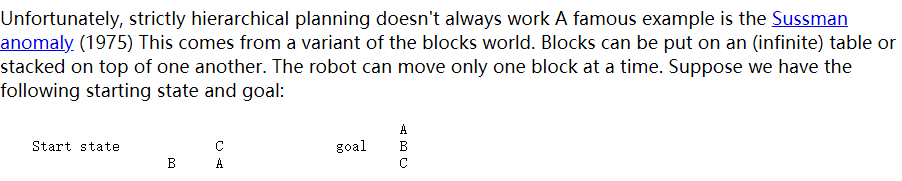 Unfortunately, strictly hierarchical planning doesn't always work A famous example is the Sussman
anomaly (1975) This comes from a variant of the blocks world. Blocks can be put on an (infinite) table or
stacked on top of one another. The robot can move only one block at a time. Suppose we have the
following starting state and goal:
A
Start state C goal B
B A C